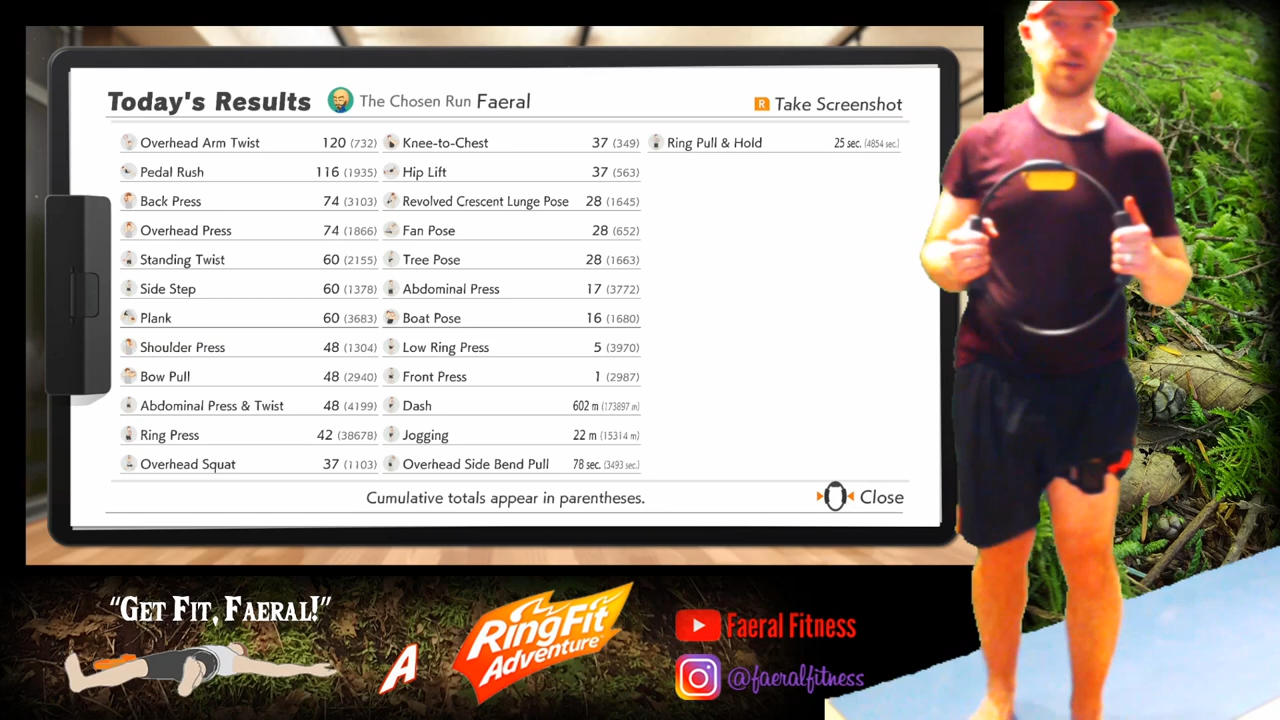 Today's Results The Chosen Run Faeral R Take Screenshot
Overhead Arm Twist 120 (732) Knee-to-Chest 37 (349) Ring Pull & Hold 25 sec. (4854 sec.)
Pedal Rush 116 (1935) Hip Lift 37 (563)
Back Press 74 (3103) Revolved Crescent Lunge Pose 28 (1645)
Overhead Press 74 (1866) Fan Pose 28 (652)
Standing Twist 60 (2155) Tree Pose 28 (1663)
Side Step 60 (1378) Abdominal Press 17 (3772)
Plank 60 (3683) Boat Pose 16 (1680)
Shoulder Press 48 (1304) Low Ring Press 5 (3970)
Bow Pull 48 (2940) Front Press 1 (2987)
Abdominal Press & Twist 48 (4199) Dash 602 m (173897 m)
Ring Press 42 (38678) Jogging 22 m (15314 m)
Overhead Squat 37 (1103) Overhead Side Bend Pull 78 sec. (3493 sec.)
Cumulative totals appear in parentheses. Close
"Get Fit, Faeral!"
A
RingFit
Adventure
Faeral Fitness
@faeralfitness